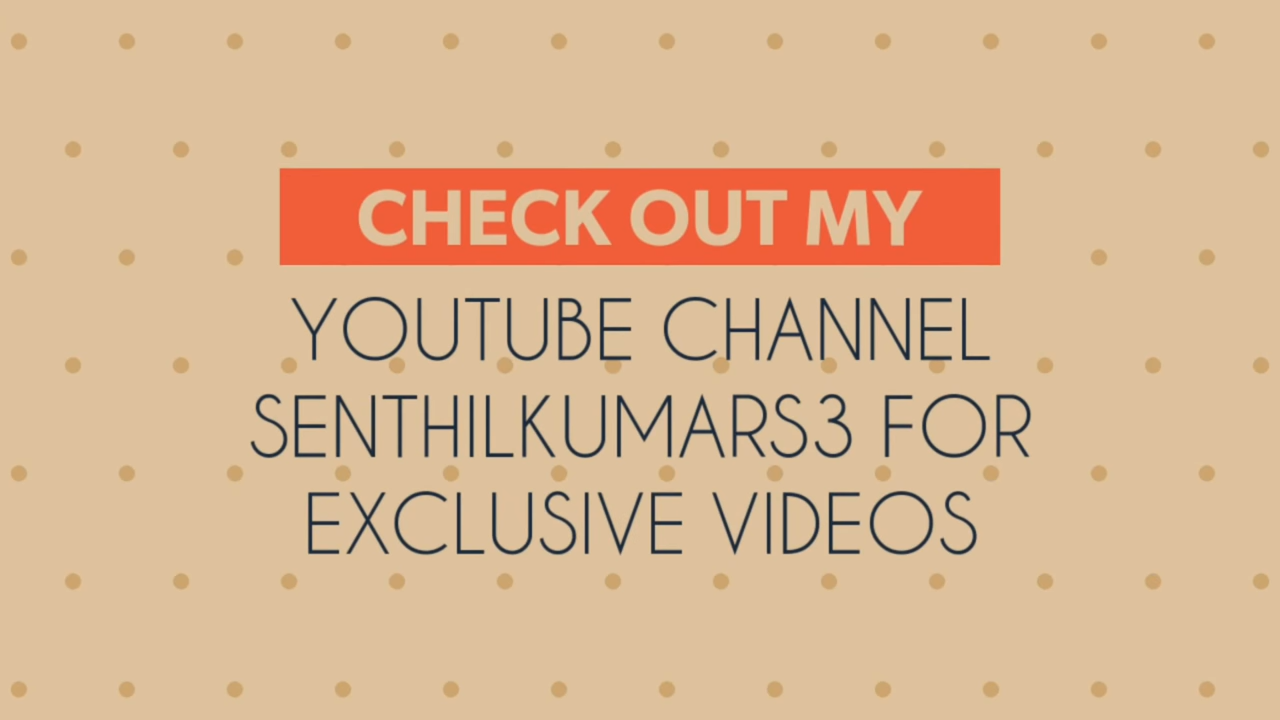 CHECK OUT MY
YOUTUBE CHANNEL
SENTHILKUMARS3 FOR
EXCLUSIVE VIDEOS